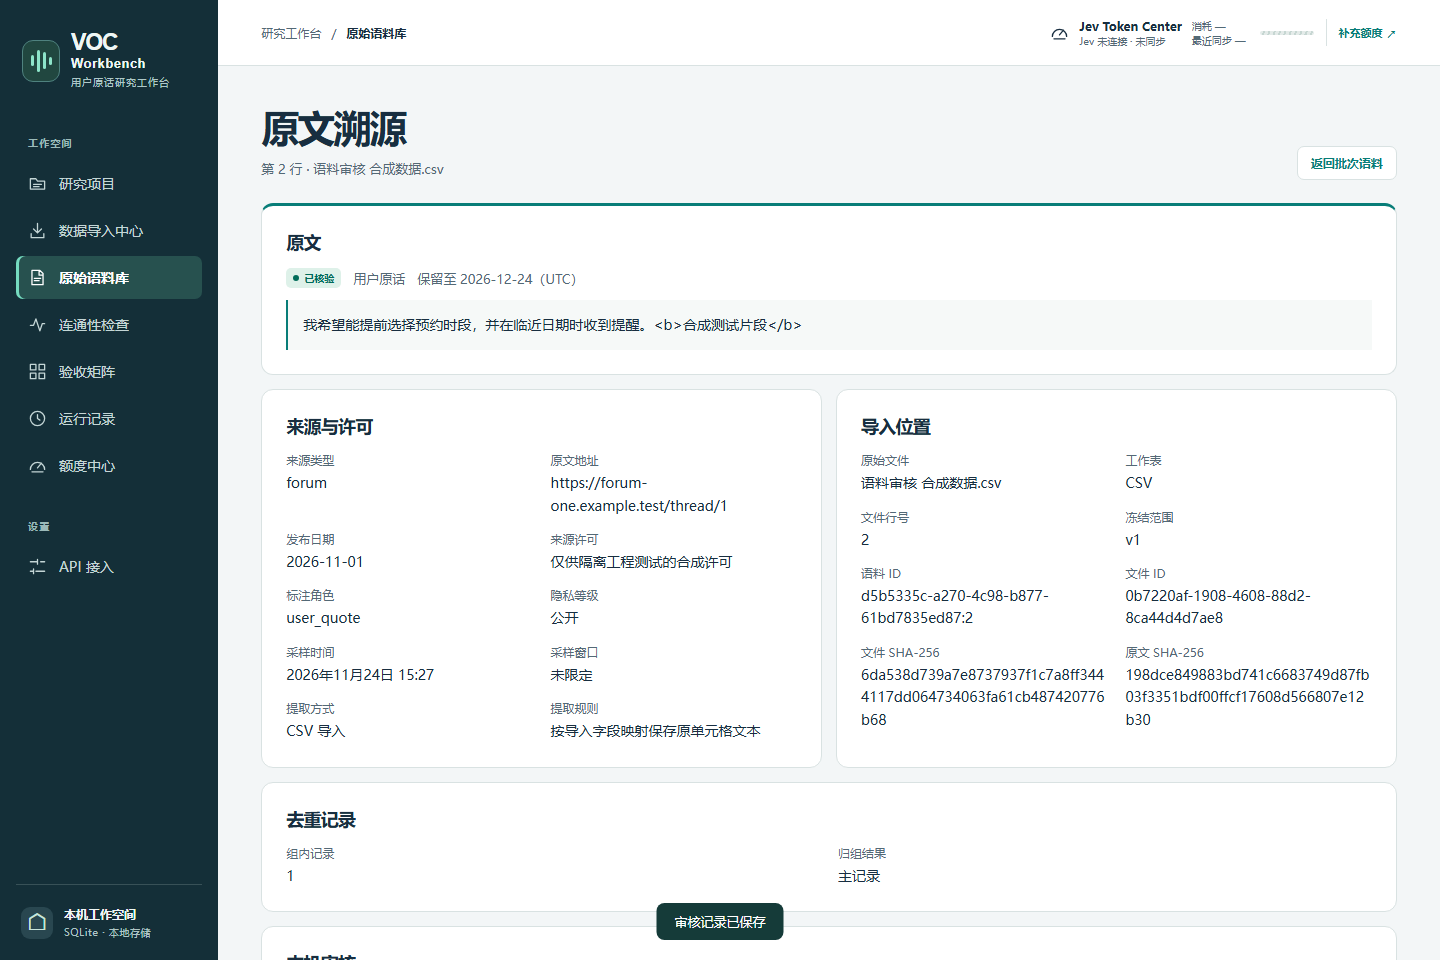 VOC
Workbench
用户原话研究工作台
工作空间
研究项目
数据导入中心
原始语料库
连通性检查
验收矩阵
运行记录
额度中心
设置
API 接入
本机工作空间
SQLite · 本地存储
研究工作台 / 原始语料库
Jev Token Center
Jev 未连接 · 未同步
消耗 —
最近同步 —
补充额度 ↗
原文溯源
第 2 行 · 语料审核 合成数据.csv
返回批次语料
原文
已核验 用户原话 保留至 2026-12-24（UTC）
我希望能提前选择预约时段，并在临近日期时收到提醒。<b>合成测试片段</b>
来源与许可
来源类型
forum
原文地址
https://forum-
one.example.test/thread/1
发布日期
2026-11-01
来源许可
仅供隔离工程测试的合成许可
标注角色
user_quote
隐私等级
公开
采样时间
2026年11月24日 15:27
采样窗口
未限定
提取方式
CSV 导入
提取规则
按导入字段映射保存原单元格文本
导入位置
原始文件
语料审核 合成数据.csv
工作表
CSV
文件行号
2
冻结范围
v1
语料 ID
d5b5335c-a270-4c98-b877-
61bd7835ed87:2
文件 ID
0b7220af-1908-4608-88d2-
8ca44d4d7ae8
文件 SHA-256
6da538d739a7e8737937f1c7a8ff344
4117dd064734063fa61cb487420776
b68
原文 SHA-256
198dce849883bd741c6683749d87fb
03f3351bdf00ffcf17608d566807e12
b30
去重记录
组内记录
1
归组结果
主记录
审核记录已保存
本机审核